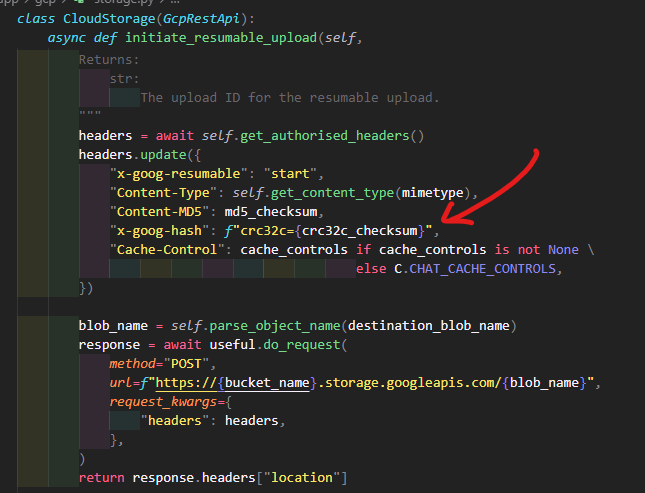 app > gcp > storage.py > ...
class CloudStorage(GcpRestApi):
async def initiate_resumable_upload(self,
Returns:
str:
The upload ID for the resumable upload.
"""
headers = await self.get_authorised_headers()
headers.update({
"x-goog-resumable": "start",
"Content-Type": self.get_content_type(mimetype),
"Content-MD5": md5_checksum,
"x-goog-hash": f"crc32c={crc32c_checksum}",
"Cache-Control": cache_controls if cache_controls is not None \
else C.CHAT_CACHE_CONTROLS,
})
blob_name = self.parse_object_name(destination_blob_name)
response = await useful.do_request(
method="POST",
url=f"https://{bucket_name}.storage.googleapis.com/{blob_name}",
request_kwargs={
"headers": headers,
},
)
return response.headers["location"]